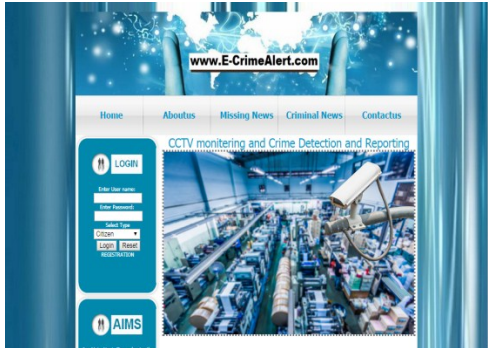 www.E-CrimeAlert.com
Home Aboutus Missing News Criminal News Contactus
CCTV monitering and Crime Detection and Reporting
LOGIN
Enter User name:
Enter Password:
Select Type
Citizen
Login Reset
REGISTRATION
AIMS